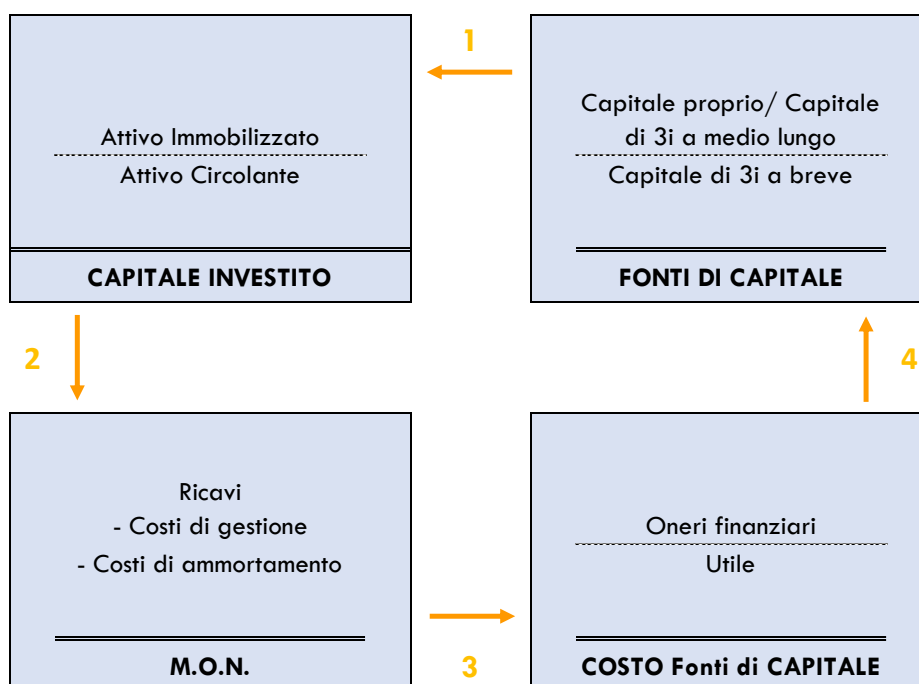 1
Attivo Immobilizzato
Attivo Circolante
CAPITALE INVESTITO
Capitale proprio/ Capitale
di 3i a medio lungo
Capitale di 3i a breve
FONTI DI CAPITALE
2
4
Ricavi
- Costi di gestione
- Costi di ammortamento
M.O.N.
3
Oneri finanziari
Utile
COSTO Fonti di CAPITALE